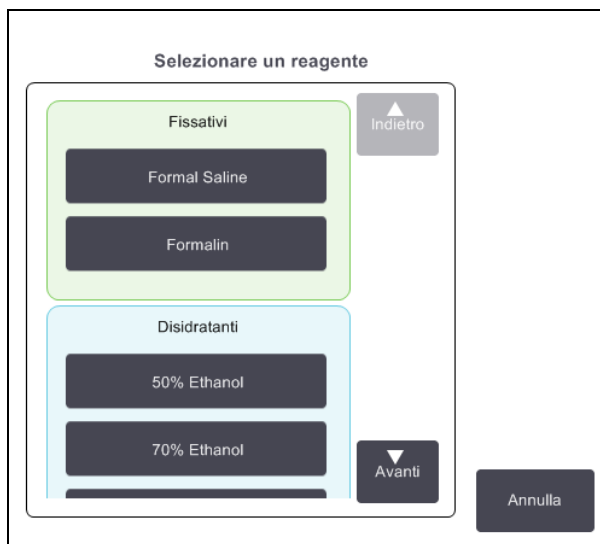 Selezionare un reagente
Fissativi
Indietro
Formal Saline
Formalin
Disidratanti
50% Ethanol
70% Ethanol
Avanti
Annulla